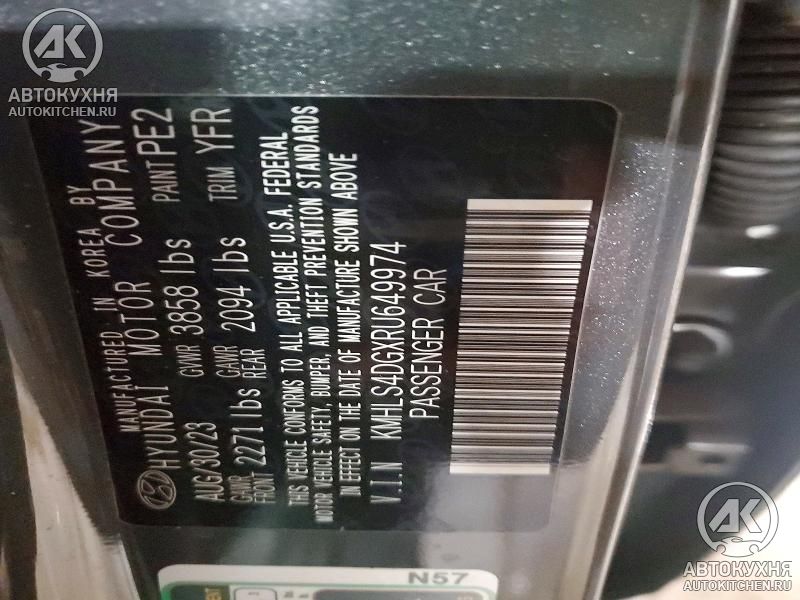 MANUFACTURED IN KOREA BY
HYUNDAI MOTOR COMPANY
AUG/30/23 GVWR 3858 lbs PAINT PE2
GAWR FRONT 2271 lbs GAWR REAR 2094 lbs TRIM YFR
THIS VEHICLE CONFORMS TO ALL APPLICABLE U.S.A. FEDERAL
MOTOR VEHICLE SAFETY, BUMPER, AND THEFT PREVENTION STANDARDS
IN EFFECT ON THE DATE OF MANUFACTURE SHOWN ABOVE
V.I.N KMHLS4DGXRU649974
PASSENGER CAR
N57
AK
АВТОКУХНЯ
AUTOKITCHEN.RU
AK
АВТОКУХНЯ
AUTOKITCHEN.RU